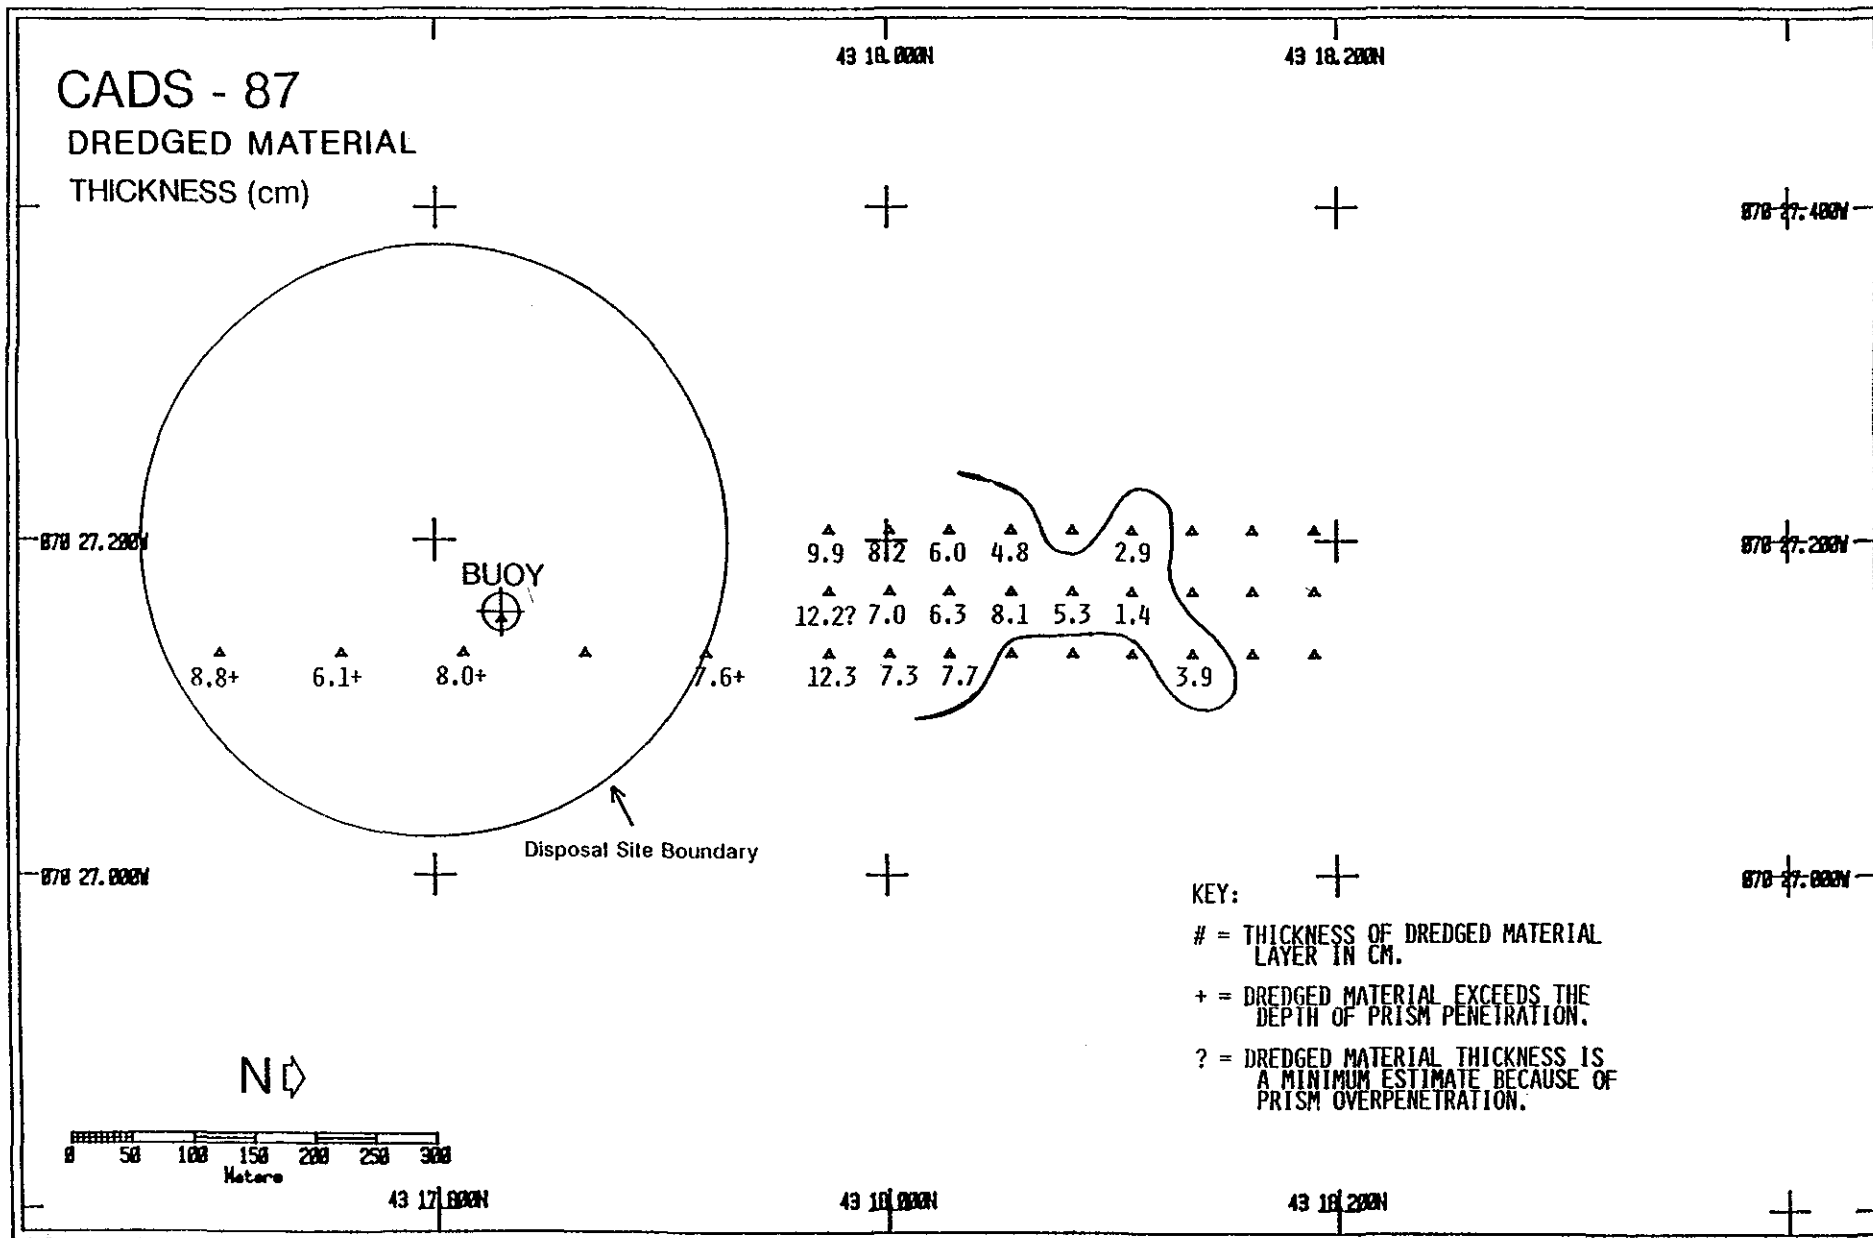 43 18.000N 43 18.200N
CADS - 87
DREDGED MATERIAL
THICKNESS (cm)
070 27.400W
070 27.200W 070 27.200W
9.9 8.2 6.0 4.8 2.9
BUOY
12.2? 7.0 6.3 8.1 5.3 1.4
8.8+ 6.1+ 8.0+ 7.6+ 12.3 7.3 7.7 3.9
Disposal Site Boundary
070 27.000W 070 27.000W
KEY:
# = THICKNESS OF DREDGED MATERIAL
LAYER IN CM.
+ = DREDGED MATERIAL EXCEEDS THE
DEPTH OF PRISM PENETRATION.
? = DREDGED MATERIAL THICKNESS IS
A MINIMUM ESTIMATE BECAUSE OF
PRISM OVERPENETRATION.
N
0 50 100 150 200 250 300
Meters
43 17.800N 43 18.000N 43 18.200N